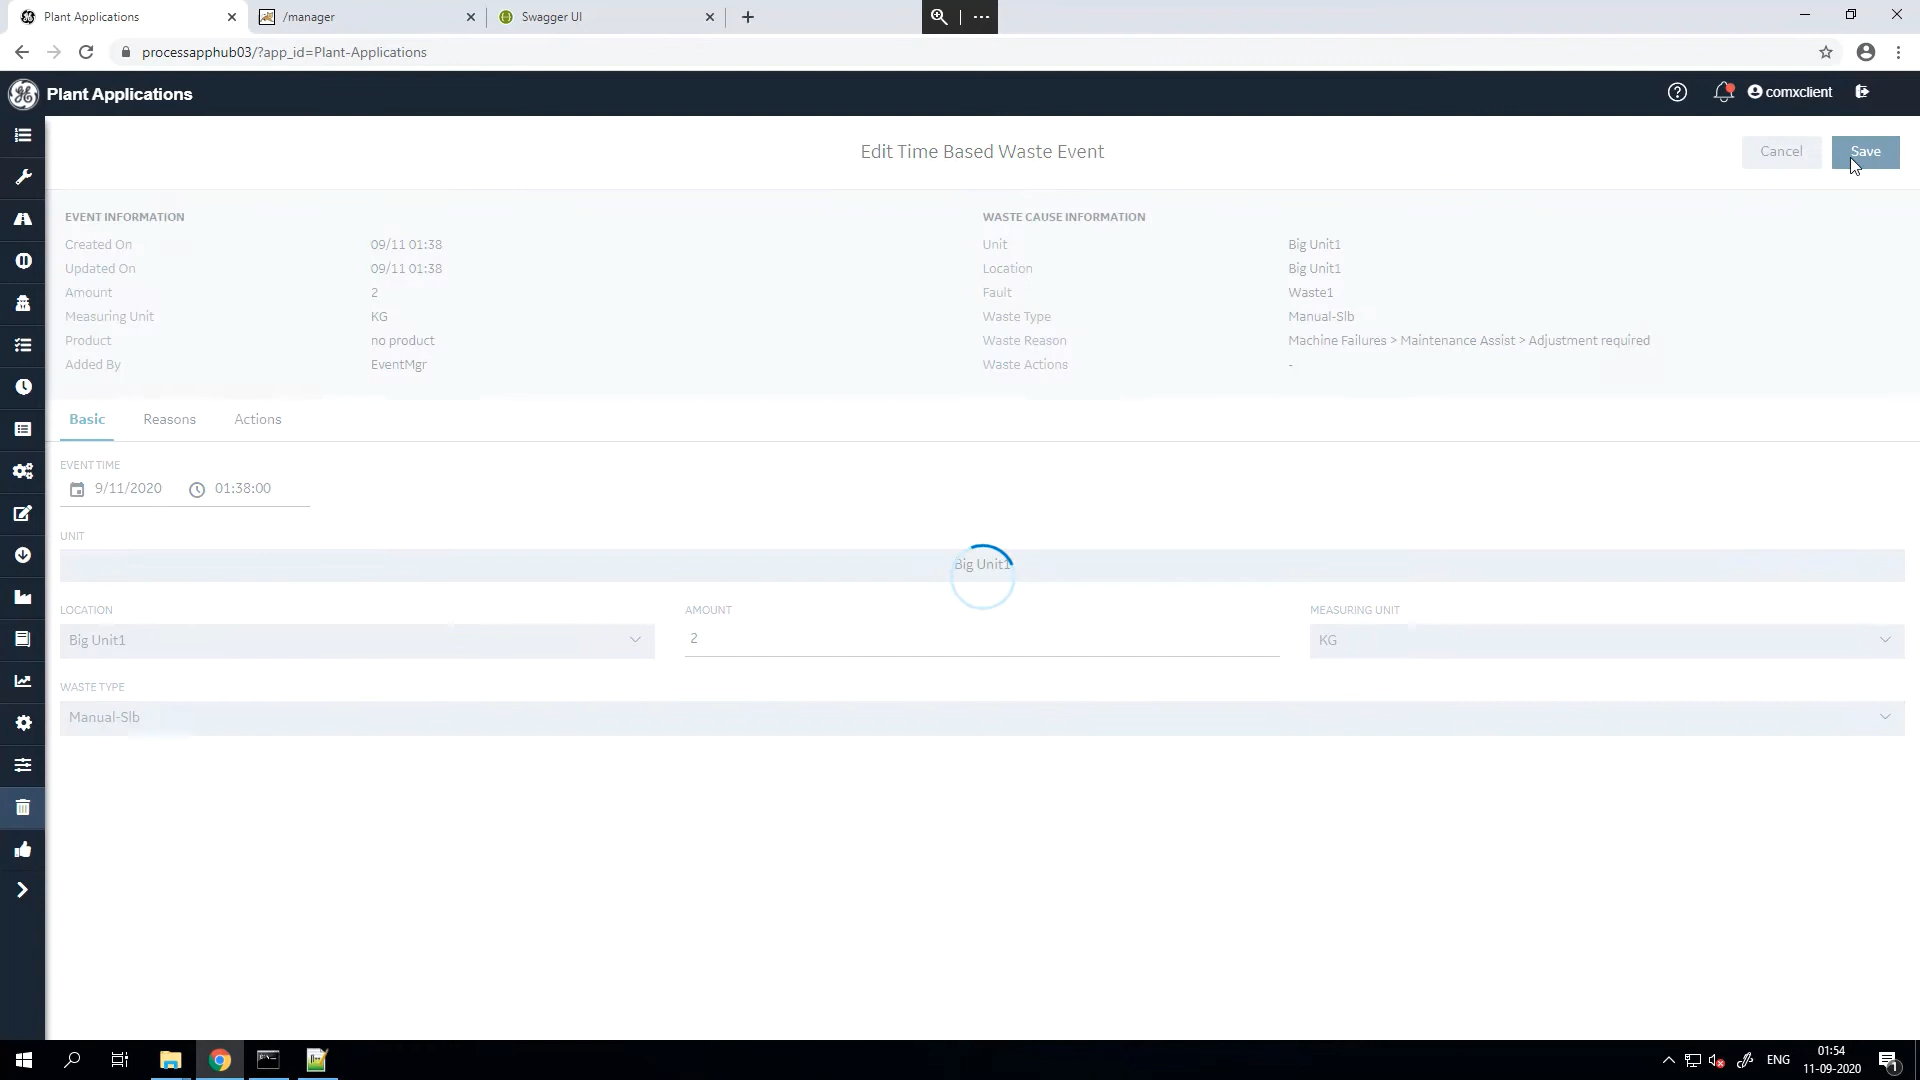 Plant Applications
/manager
Swagger UI
processapphub03/?app_id=Plant-Applications
Plant Applications
comxclient
Edit Time Based Waste Event
Cancel
Save
EVENT INFORMATION
Created On 09/11 01:38
Updated On 09/11 01:38
Amount 2
Measuring Unit KG
Product no product
Added By EventMgr
WASTE CAUSE INFORMATION
Unit Big Unit1
Location Big Unit1
Fault Waste1
Waste Type Manual-Slb
Waste Reason Machine Failures > Maintenance Assist > Adjustment required
Waste Actions -
Basic Reasons Actions
EVENT TIME
9/11/2020 01:38:00
UNIT
Big Unit1
LOCATION
Big Unit1
AMOUNT
2
MEASURING UNIT
KG
WASTE TYPE
Manual-Slb
ENG
01:54
11-09-2020
1